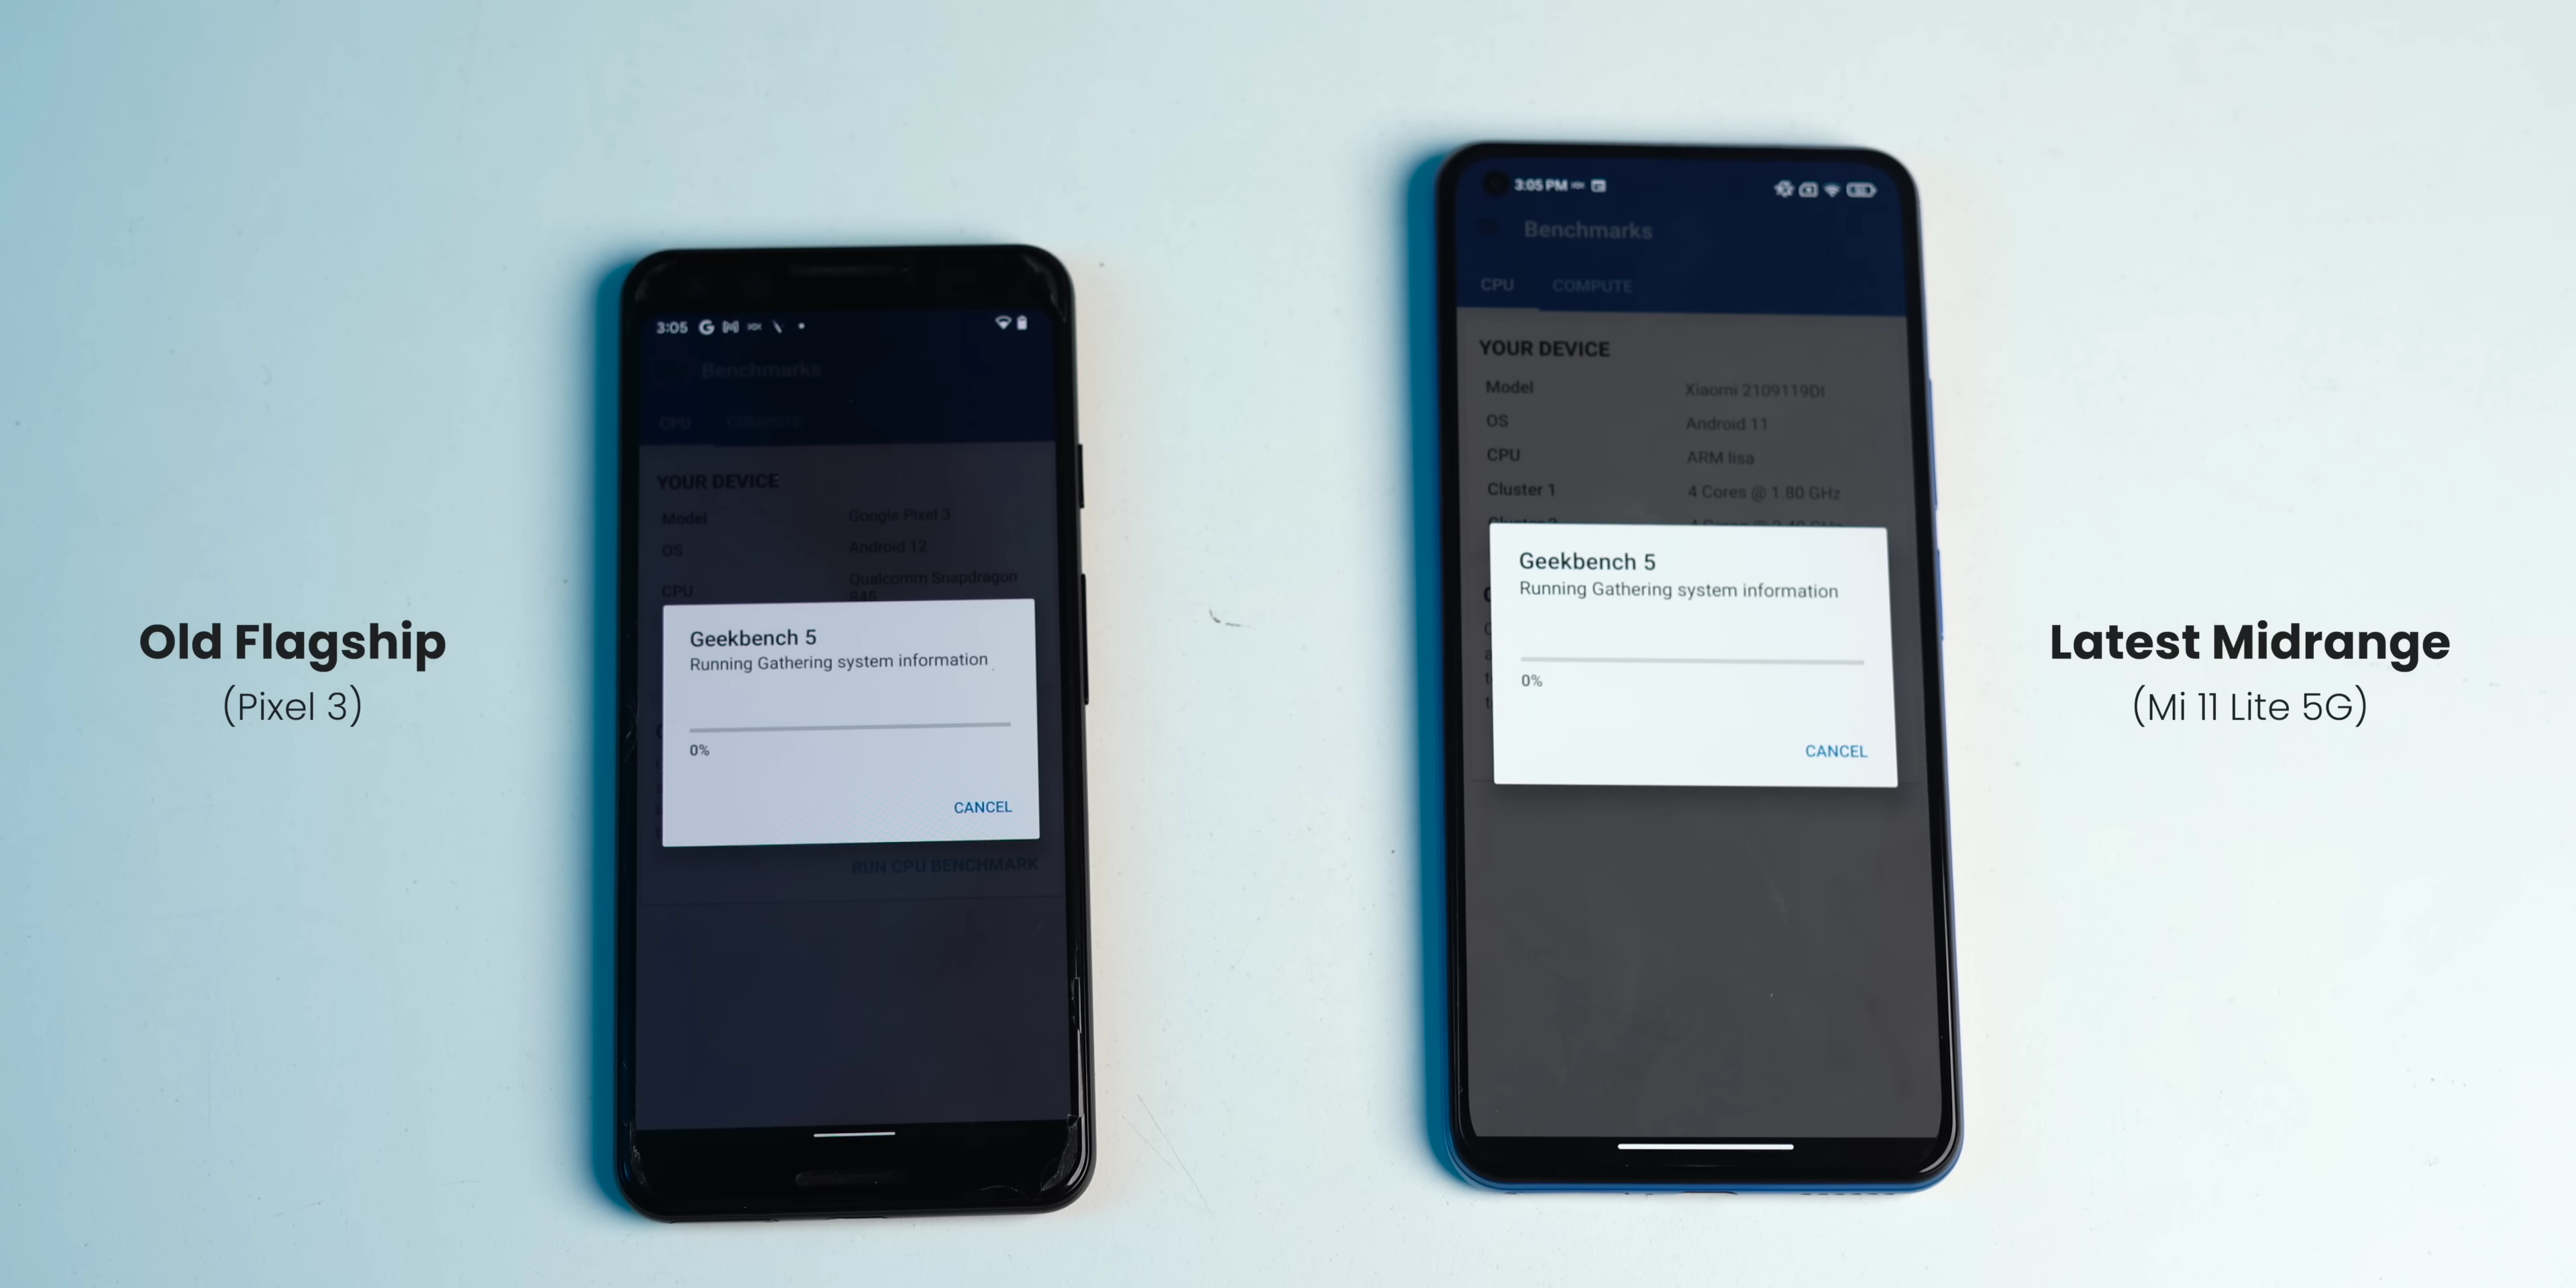 Old Flagship
(Pixel 3)
3:05
Benchmarks
CPU COMPUTE
YOUR DEVICE
Model Google Pixel 3
OS Android 12
CPU Qualcomm Snapdragon
845
Geekbench 5
Running Gathering system information
0%
CANCEL
RUN CPU BENCHMARK
3:05 PM
Benchmarks
CPU COMPUTE
YOUR DEVICE
Model Xiaomi 2109119DI
OS Android 11
CPU ARM lisa
Cluster 1 4 Cores @ 1.80 GHz
Geekbench 5
Running Gathering system information
0%
CANCEL
Latest Midrange
(Mi 11 Lite 5G)